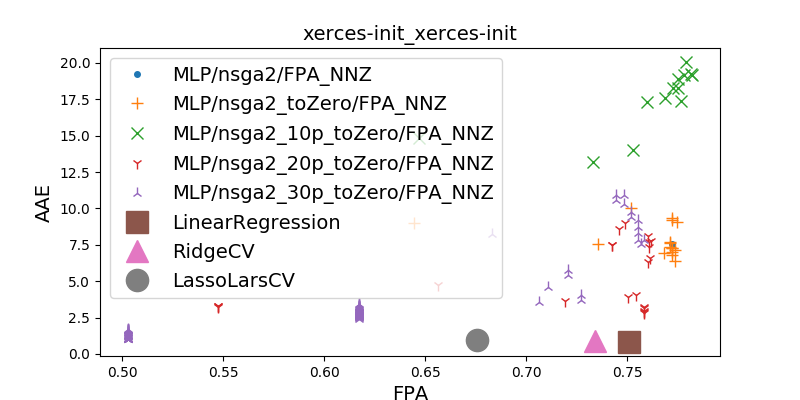 xerces-init_xerces-init
AAE
20.0
17.5
15.0
12.5
10.0
7.5
5.0
2.5
0.0
MLP/nsga2/FPA_NNZ
MLP/nsga2_toZero/FPA_NNZ
MLP/nsga2_10p_toZero/FPA_NNZ
MLP/nsga2_20p_toZero/FPA_NNZ
MLP/nsga2_30p_toZero/FPA_NNZ
LinearRegression
RidgeCV
LassoLarsCV
0.50 0.55 0.60 0.65 0.70 0.75
FPA